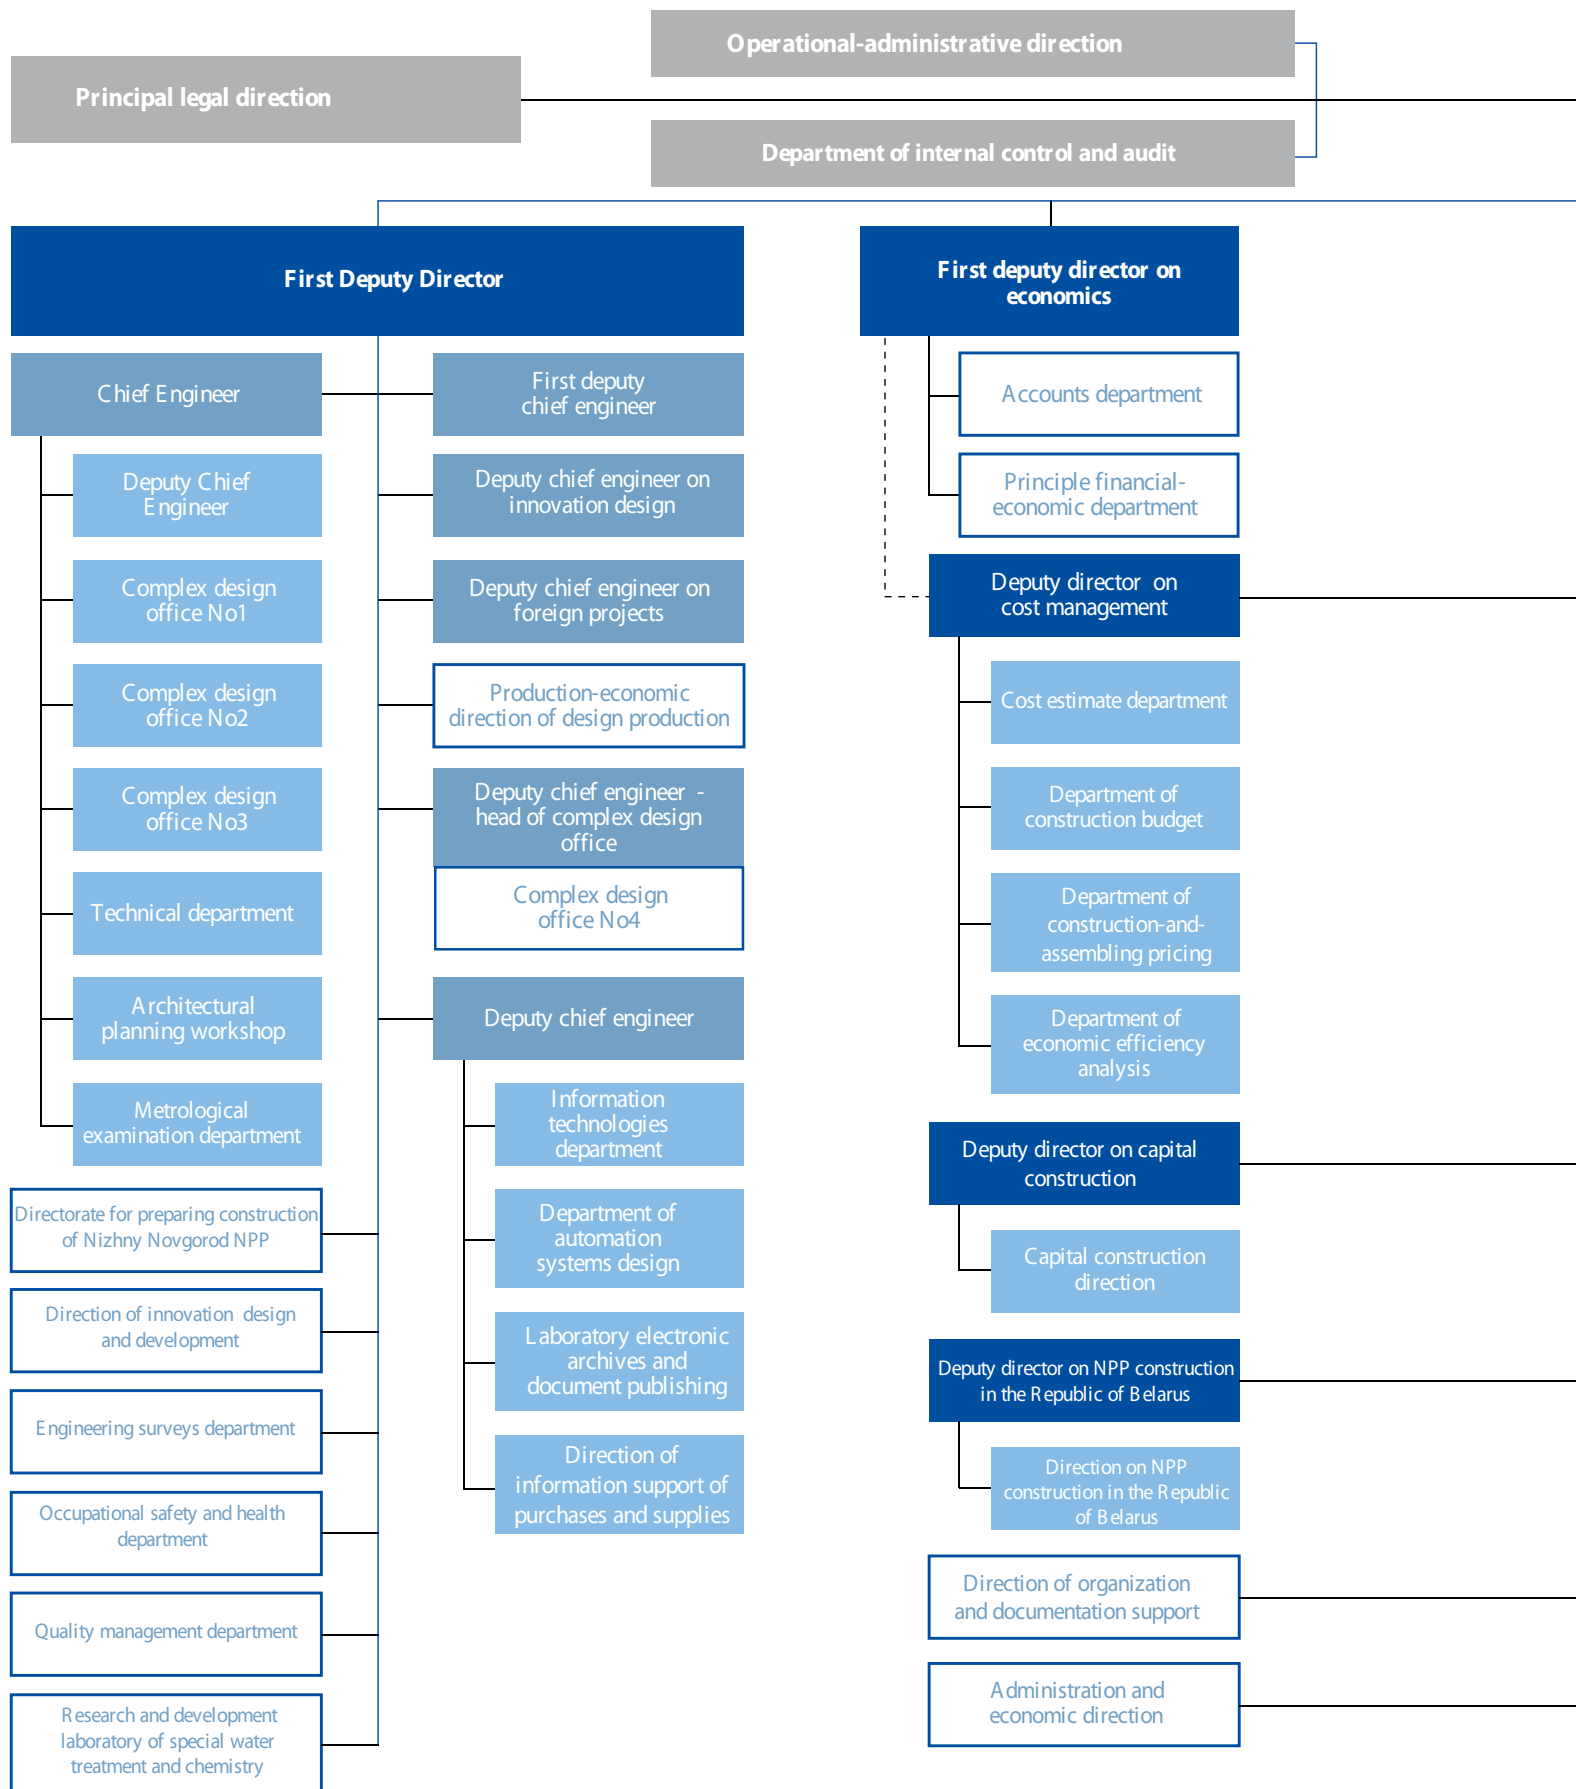 Operational-administrative direction
Principal legal direction
Department of internal control and audit
First Deputy Director
First deputy director on
economics
Chief Engineer
First deputy
chief engineer
Deputy Chief
Engineer
Deputy chief engineer on
innovation design
Complex design
office No1
Deputy chief engineer on
foreign projects
Complex design
office No2
Production-economic
direction of design production
Complex design
office No3
Deputy chief engineer -
head of complex design
office
Complex design
office No4
Technical department
Architectural
planning workshop
Deputy chief engineer
Metrological
examination department
Information
technologies
department
Department of
automation
systems design
Laboratory electronic
archives and
document publishing
Direction of
information support of
purchases and supplies
Directorate for preparing construction
of Nizhny Novgorod NPP
Direction of innovation design
and development
Engineering surveys department
Occupational safety and health
department
Quality management department
Research and development
laboratory of special water
treatment and chemistry
Accounts department
Principle financial-
economic department
Deputy director on
cost management
Cost estimate department
Department of
construction budget
Department of
construction-and-
assembling pricing
Department of
economic efficiency
analysis
Deputy director on capital
construction
Capital construction
direction
Deputy director on NPP construction
in the Republic of Belarus
Direction on NPP
construction in the Republic
of Belarus
Direction of organization
and documentation support
Administration and
economic direction